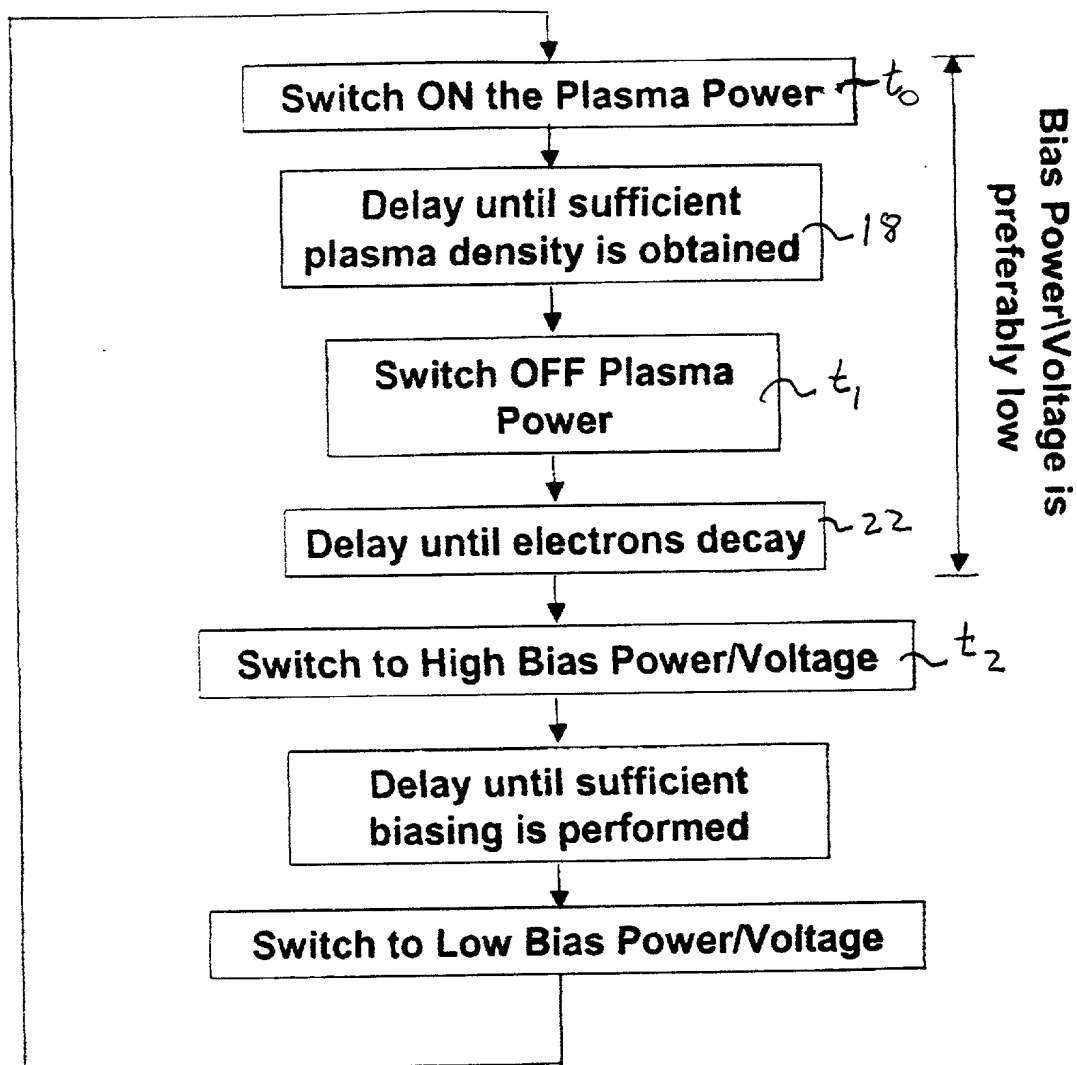 Switch ON the Plasma Power
t0
Delay until sufficient
plasma density is obtained
18
Switch OFF Plasma
Power
t1
Delay until electrons decay
22
Switch to High Bias Power/Voltage
t2
Delay until sufficient
biasing is performed
Switch to Low Bias Power/Voltage
Bias Power\Voltage is
preferably low